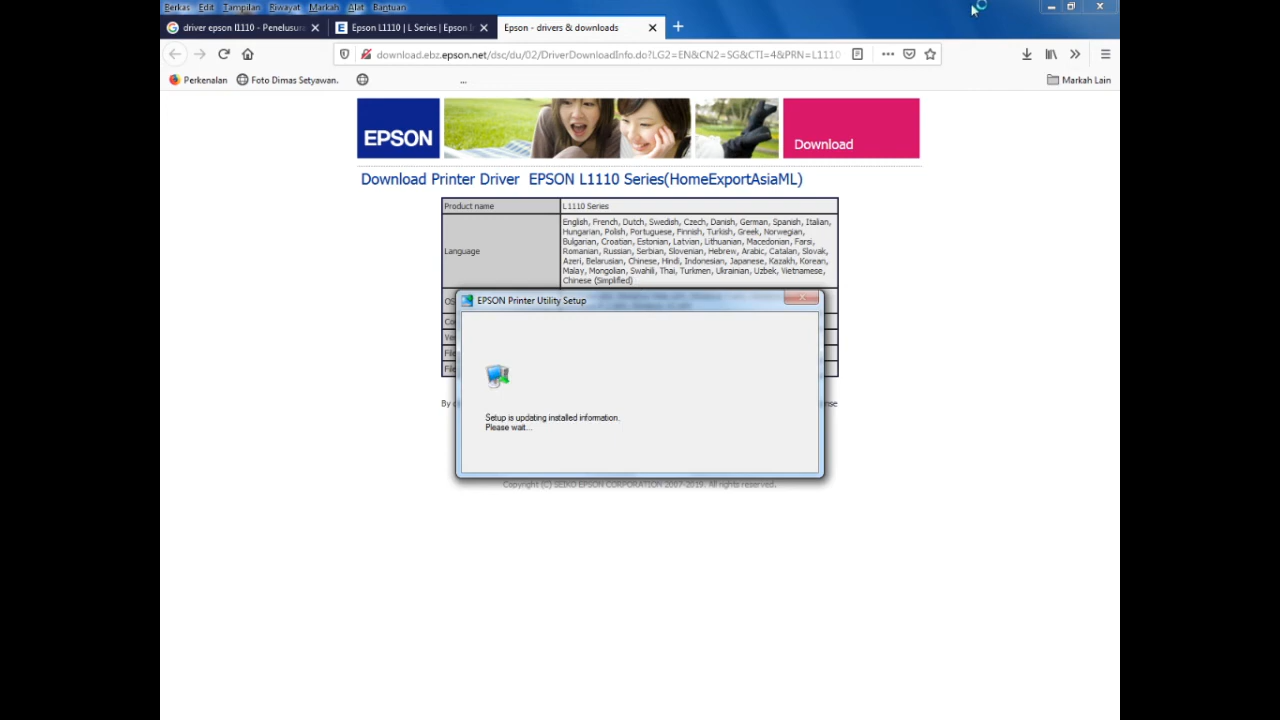 Berkas Edit Tampilan Riwayat Markah Alat Bantuan
driver epson l1110 - Penelusura
Epson L1110 | L Series | Epson I
Epson - drivers & downloads
download.ebz.epson.net/dsc/du/02/DriverDownloadInfo.do?LG2=EN&CN2=SG&CTI=4&PRN=L1110
Perkenalan Foto Dimas Setyawan. ... Markah Lain
EPSON
Download
Download Printer Driver EPSON L1110 Series(HomeExportAsiaML)
Product name L1110 Series
Language
English, French, Dutch, Swedish, Czech, Danish, German, Spanish, Italian,
Hungarian, Polish, Portuguese, Finnish, Turkish, Greek, Norwegian,
Bulgarian, Croatian, Estonian, Latvian, Lithuanian, Macedonian, Farsi,
Romanian, Russian, Serbian, Slovenian, Hebrew, Arabic, Catalan, Slovak,
Azeri, Belarusian, Chinese, Hindi, Indonesian, Japanese, Kazakh, Korean,
Malay, Mongolian, Swahili, Thai, Turkmen, Ukrainian, Uzbek, Vietnamese,
Chinese (Simplified)
EPSON Printer Utility Setup
Setup is updating installed information.
Please wait...
Copyright (C) SEIKO EPSON CORPORATION 2007-2019. All rights reserved.